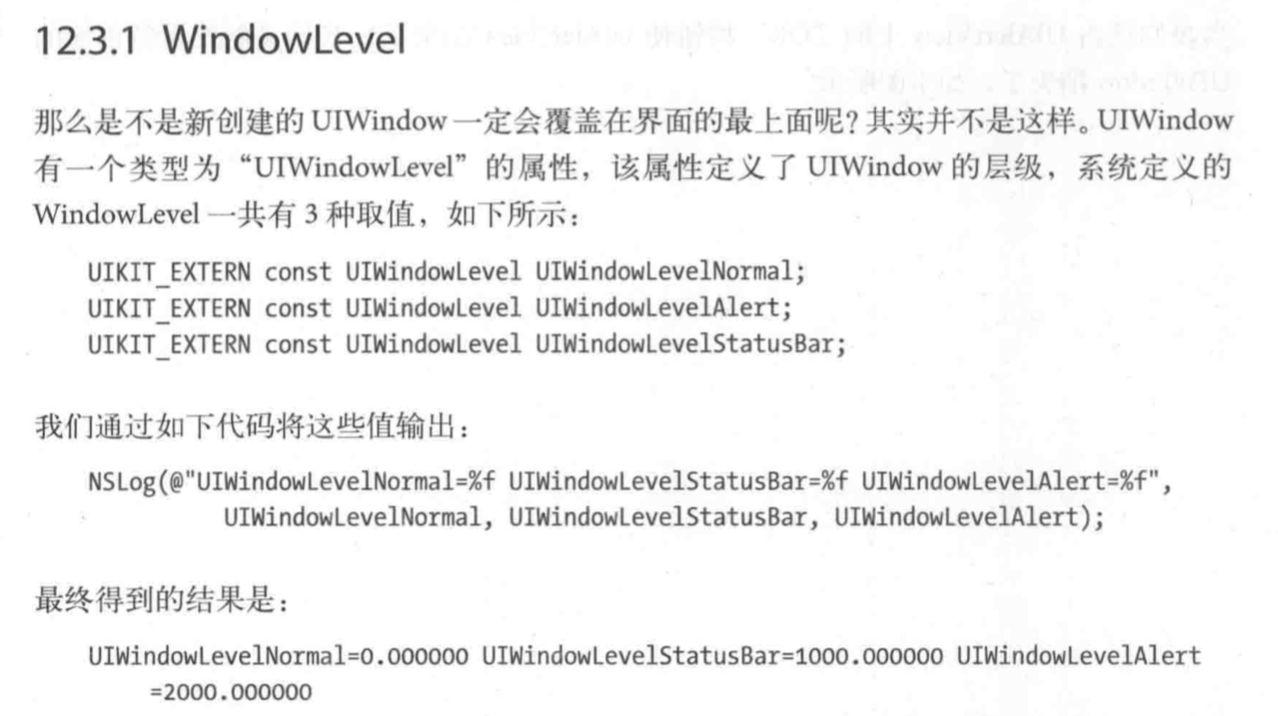 12.3.1 WindowLevel
那么是不是新创建的 UIWindow 一定会覆盖在界面的最上面呢？其实并不是这样。UIWindow
有一个类型为“UIWindowLevel”的属性，该属性定义了 UIWindow 的层级，系统定义的
WindowLevel 一共有 3 种取值，如下所示：
UIKIT_EXTERN const UIWindowLevel UIWindowLevelNormal;
UIKIT_EXTERN const UIWindowLevel UIWindowLevelAlert;
UIKIT_EXTERN const UIWindowLevel UIWindowLevelStatusBar;
我们通过如下代码将这些值输出：
NSLog(@"UIWindowLevelNormal=%f UIWindowLevelStatusBar=%f UIWindowLevelAlert=%f",
UIWindowLevelNormal, UIWindowLevelStatusBar, UIWindowLevelAlert);
最终得到的结果是：
UIWindowLevelNormal=0.000000 UIWindowLevelStatusBar=1000.000000 UIWindowLevelAlert
=2000.000000